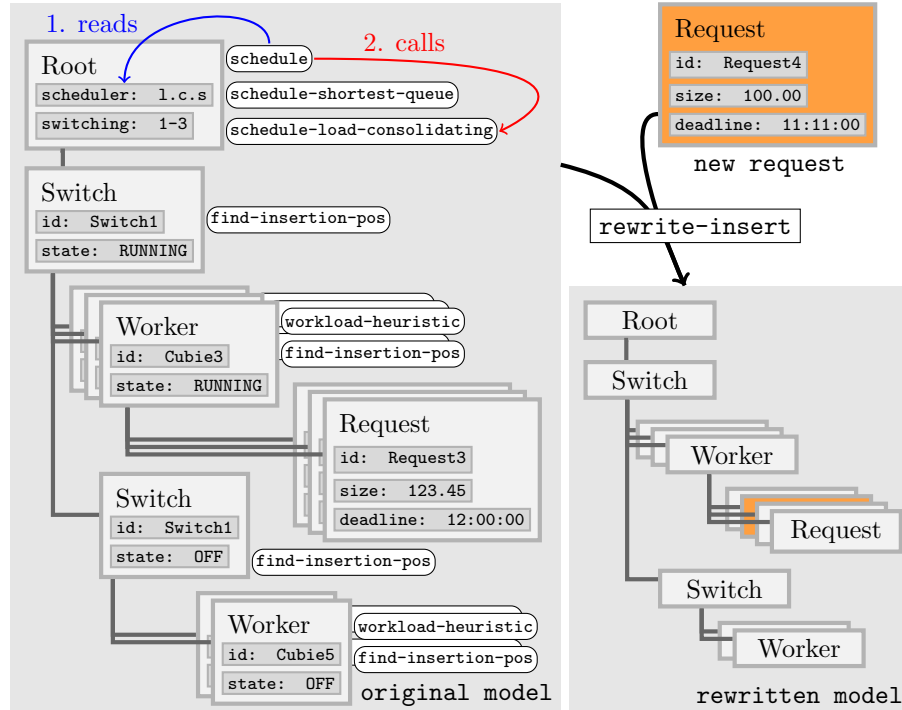 1. reads
2. calls
Root
scheduler: l.c.s
switching: 1-3
schedule
schedule-shortest-queue
schedule-load-consolidating
Switch
id: Switch1
state: RUNNING
find-insertion-pos
Worker
id: Cubie3
state: RUNNING
workload-heuristic
find-insertion-pos
Request
id: Request3
size: 123.45
deadline: 12:00:00
Switch
id: Switch1
state: OFF
find-insertion-pos
Worker
id: Cubie5
state: OFF
workload-heuristic
find-insertion-pos
original model
Request
id: Request4
size: 100.00
deadline: 11:11:00
new request
rewrite-insert
Root
Switch
Worker
Request
Switch
Worker
rewritten model